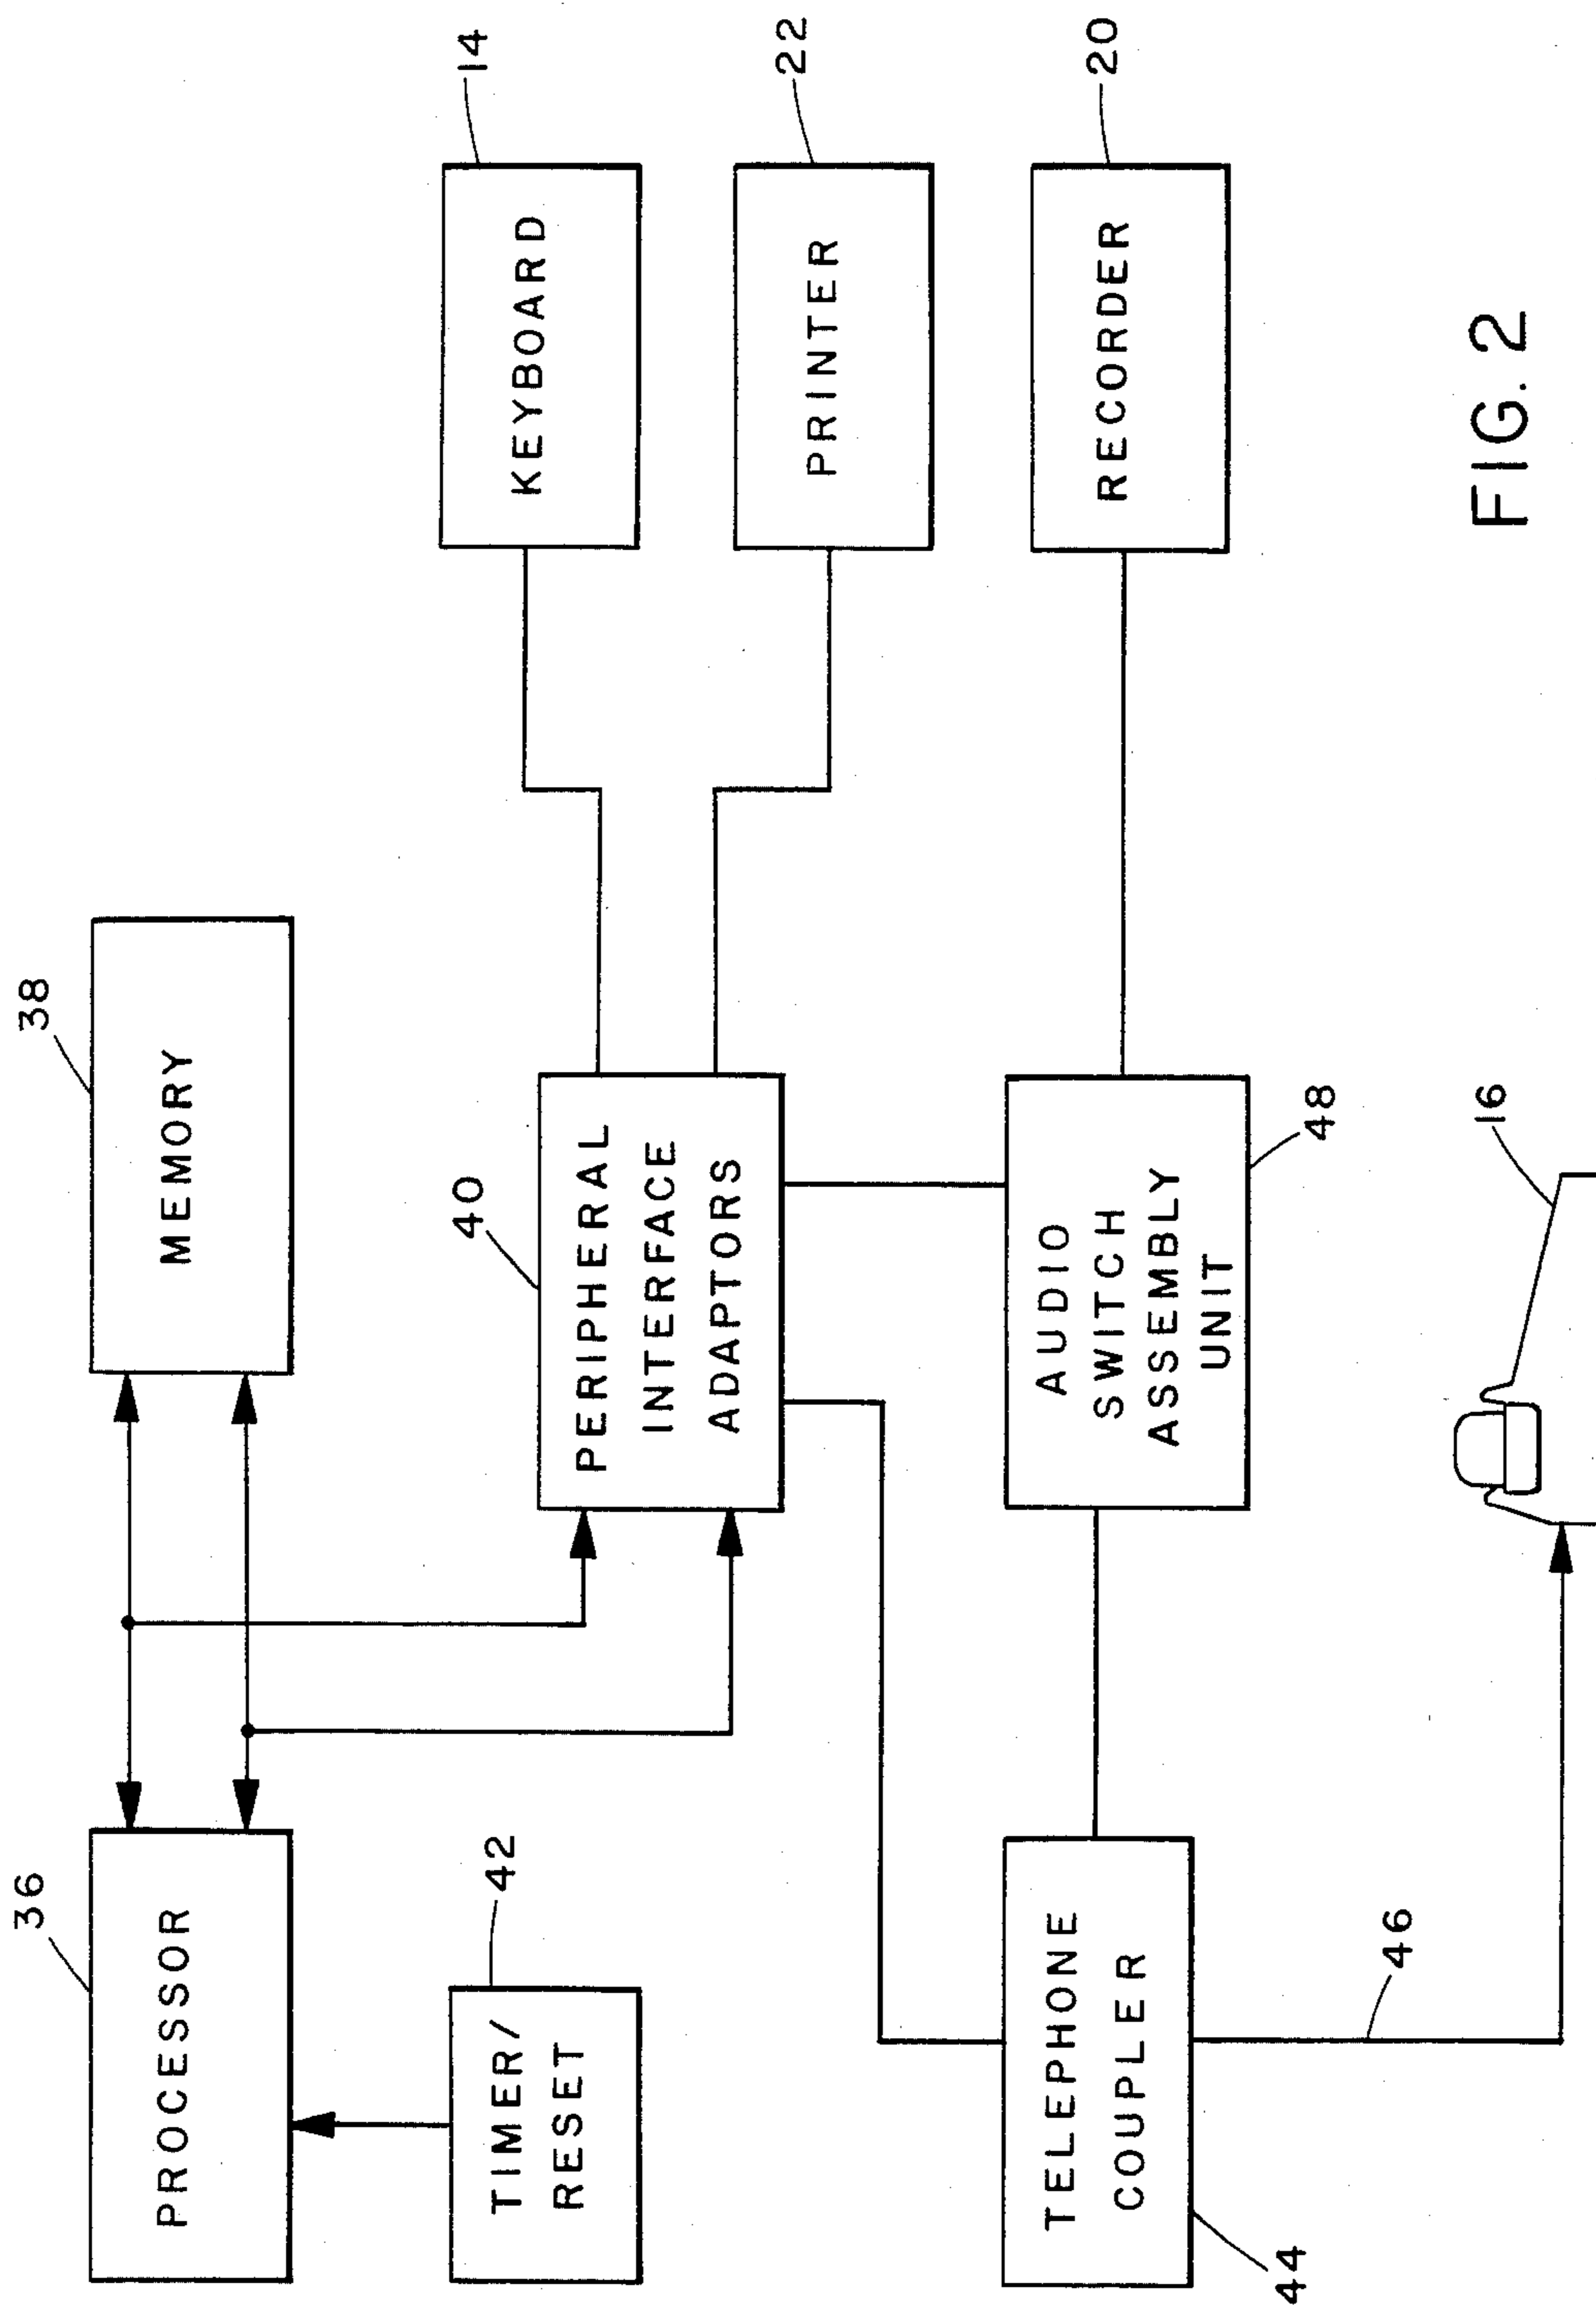 36
PROCESSOR
38
MEMORY
42
TIMER/
RESET
40
PERIPHERAL
INTERFACE
ADAPTORS
14
KEYBOARD
22
PRINTER
44
TELEPHONE
COUPLER
48
AUDIO
SWITCH
ASSEMBLY
UNIT
20
RECORDER
46
16
FIG. 2